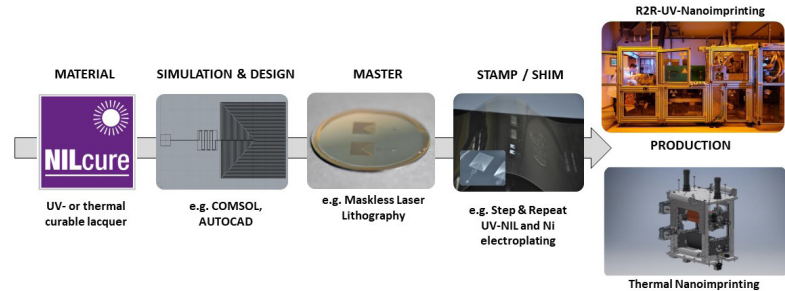 R2R-UV-Nanoimprinting
MATERIAL
SIMULATION & DESIGN
MASTER
STAMP / SHIM
NILcure
UV- or thermal
curable lacquer
e.g. COMSOL,
AUTOCAD
e.g. Maskless Laser
Lithography
e.g. Step & Repeat
UV-NIL and Ni
electroplating
PRODUCTION
Thermal Nanoimprinting